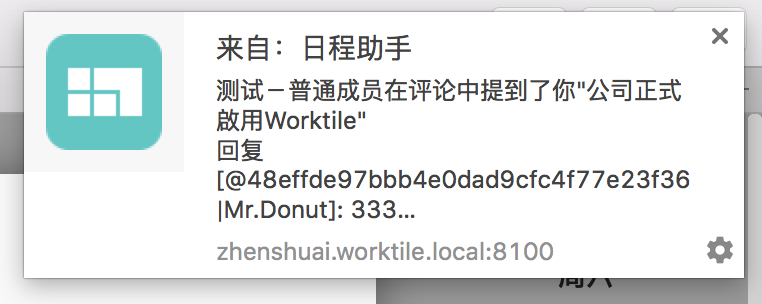 来自：日程助手
测试－普通成员在评论中提到了你"公司正式
啟用Worktile"
回复
[@48effde97bbb4e0dad9cfc4f77e23f36
|Mr.Donut]: 333...
zhenshuai.worktile.local:8100
周六